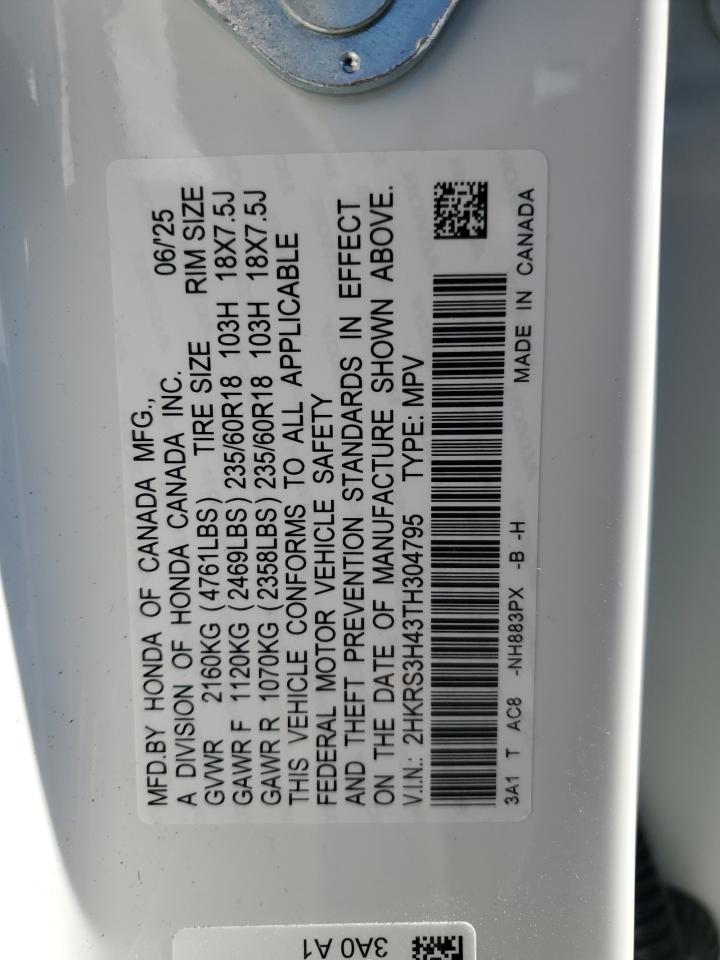 MFD.BY HONDA OF CANADA MFG., 06/'25
A DIVISION OF HONDA CANADA INC.
GVWR 2160KG (4761LBS) TIRE SIZE RIM SIZE
GAWR F 1120KG (2469LBS) 235/60R18 103H 18X7.5J
GAWR R 1070KG (2358LBS) 235/60R18 103H 18X7.5J
THIS VEHICLE CONFORMS TO ALL APPLICABLE
FEDERAL MOTOR VEHICLE SAFETY
AND THEFT PREVENTION STANDARDS IN EFFECT
ON THE DATE OF MANUFACTURE SHOWN ABOVE.
V.I.N.: 2HKRS3H43TH304795 TYPE: MPV
3A1 T AC8 -NH883PX -B -H MADE IN CANADA
3A0 A1